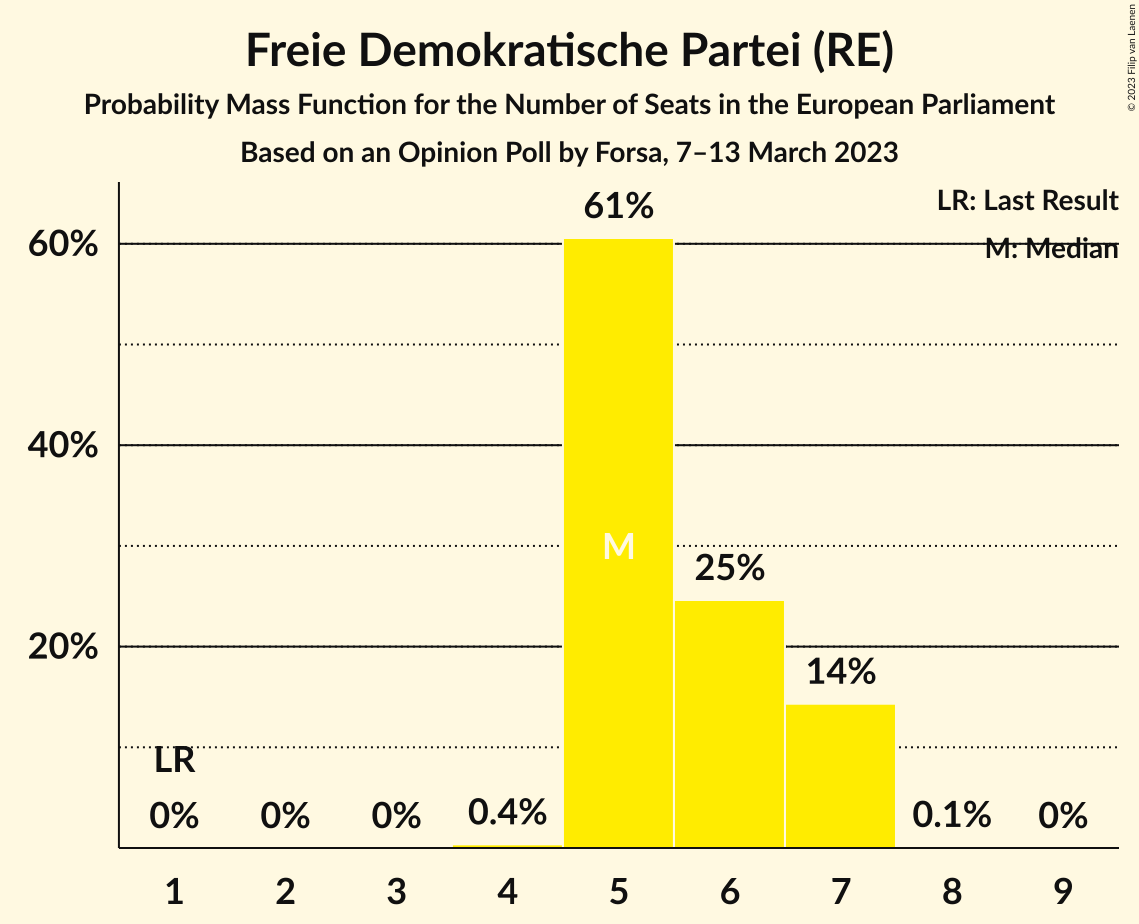 Freie Demokratische Partei (RE)
Probability Mass Function for the Number of Seats in the European Parliament
Based on an Opinion Poll by Forsa, 7–13 March 2023
© 2023 Filip van Laenen
LR: Last Result
M: Median
60%
40%
20%
61%
M
25%
14%
LR
0%
0%
0%
0.4%
0.1%
0%
1 2 3 4 5 6 7 8 9